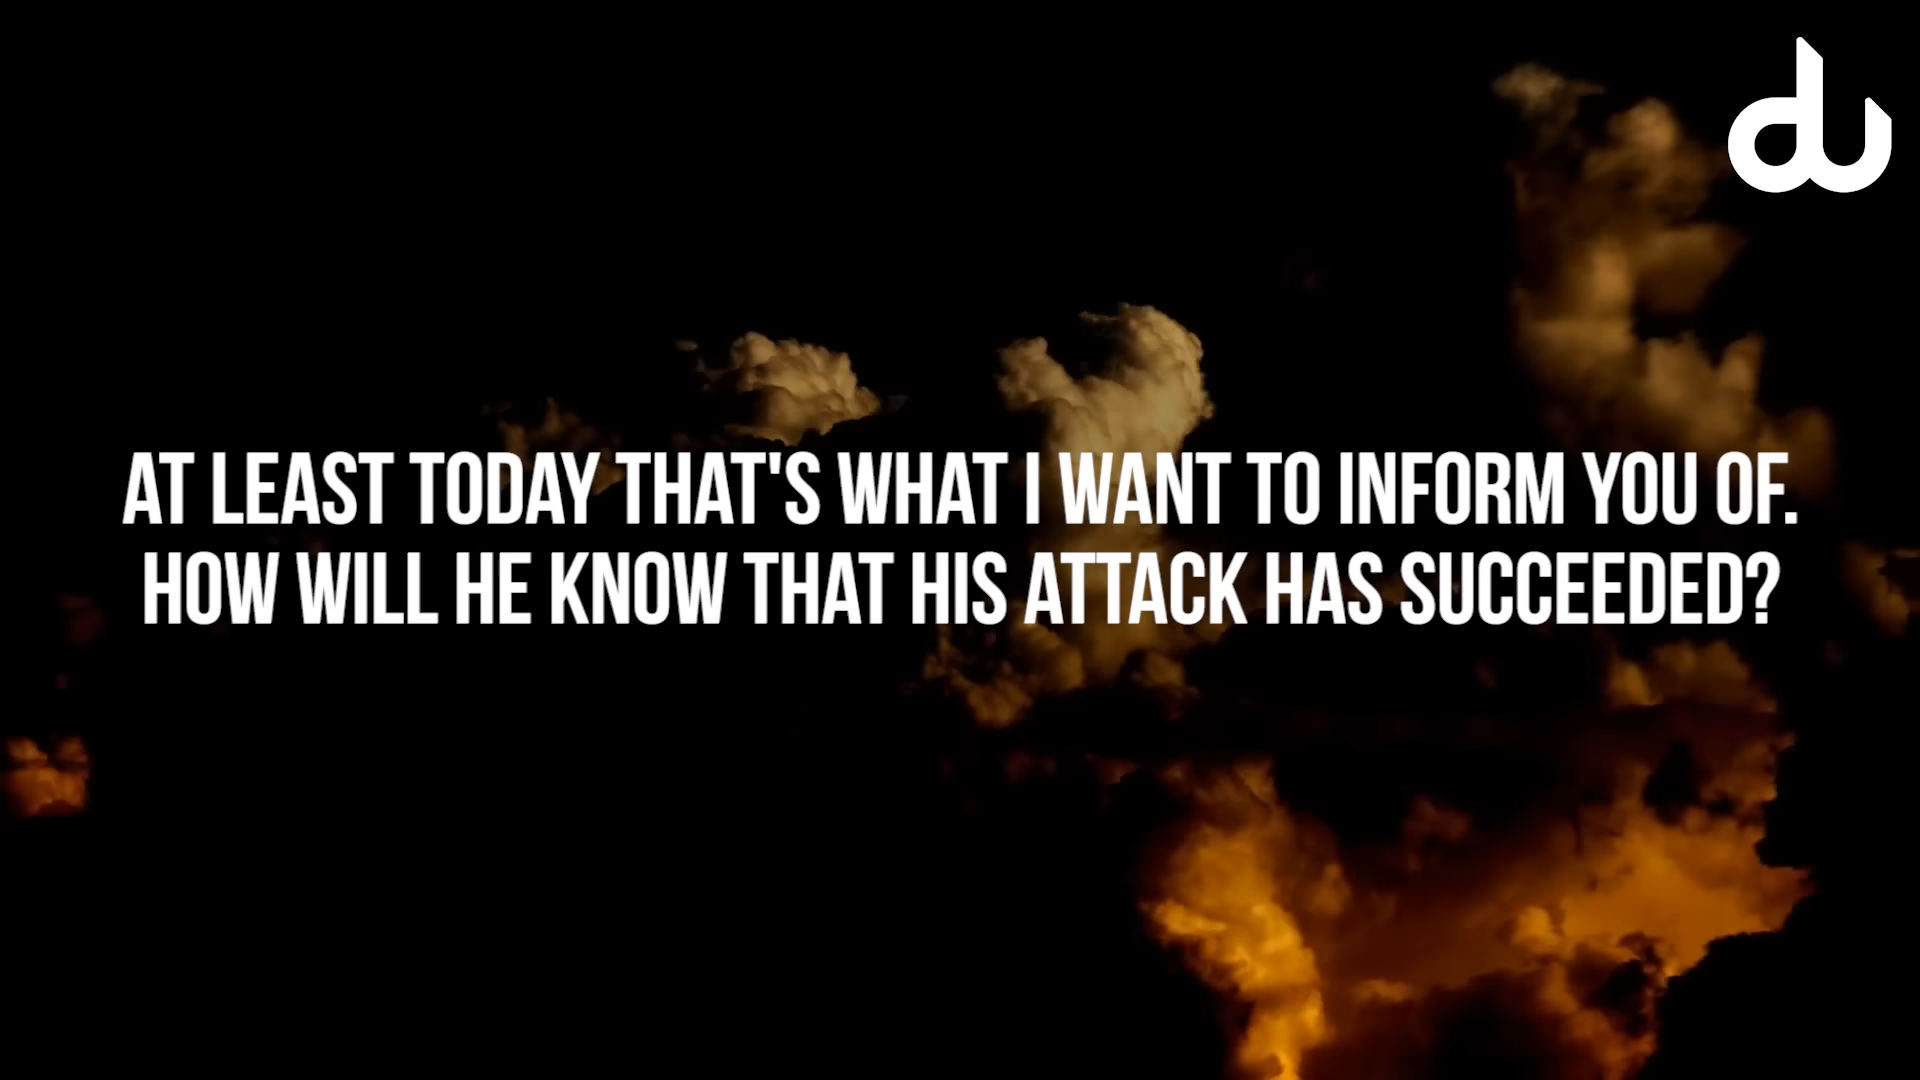 AT LEAST TODAY THAT'S WHAT I WANT TO INFORM YOU OF.
HOW WILL HE KNOW THAT HIS ATTACK HAS SUCCEEDED?